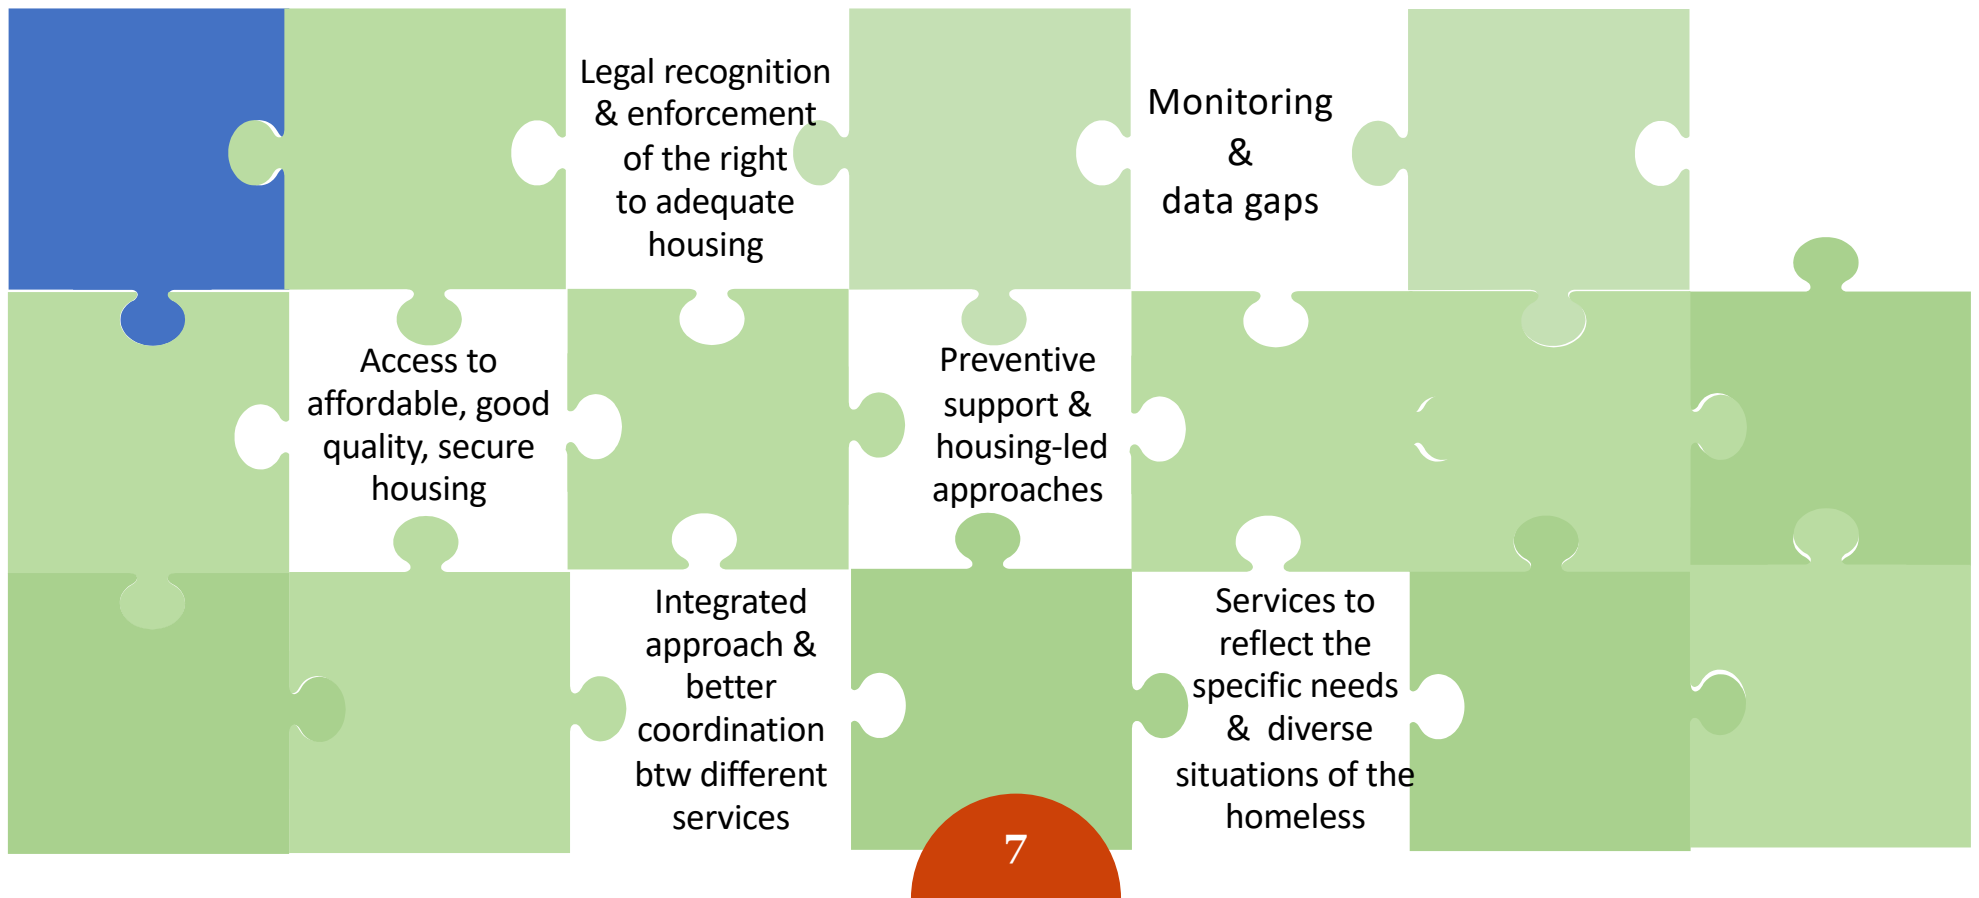 Legal recognition
& enforcement
of the right
to adequate
housing
Monitoring
&
data gaps
Access to
affordable, good
quality, secure
housing
Preventive
support &
housing-led
approaches
Integrated
approach &
better
coordination
btw different
services
Services to
reflect the
specific needs
& diverse
situations of the
homeless
7